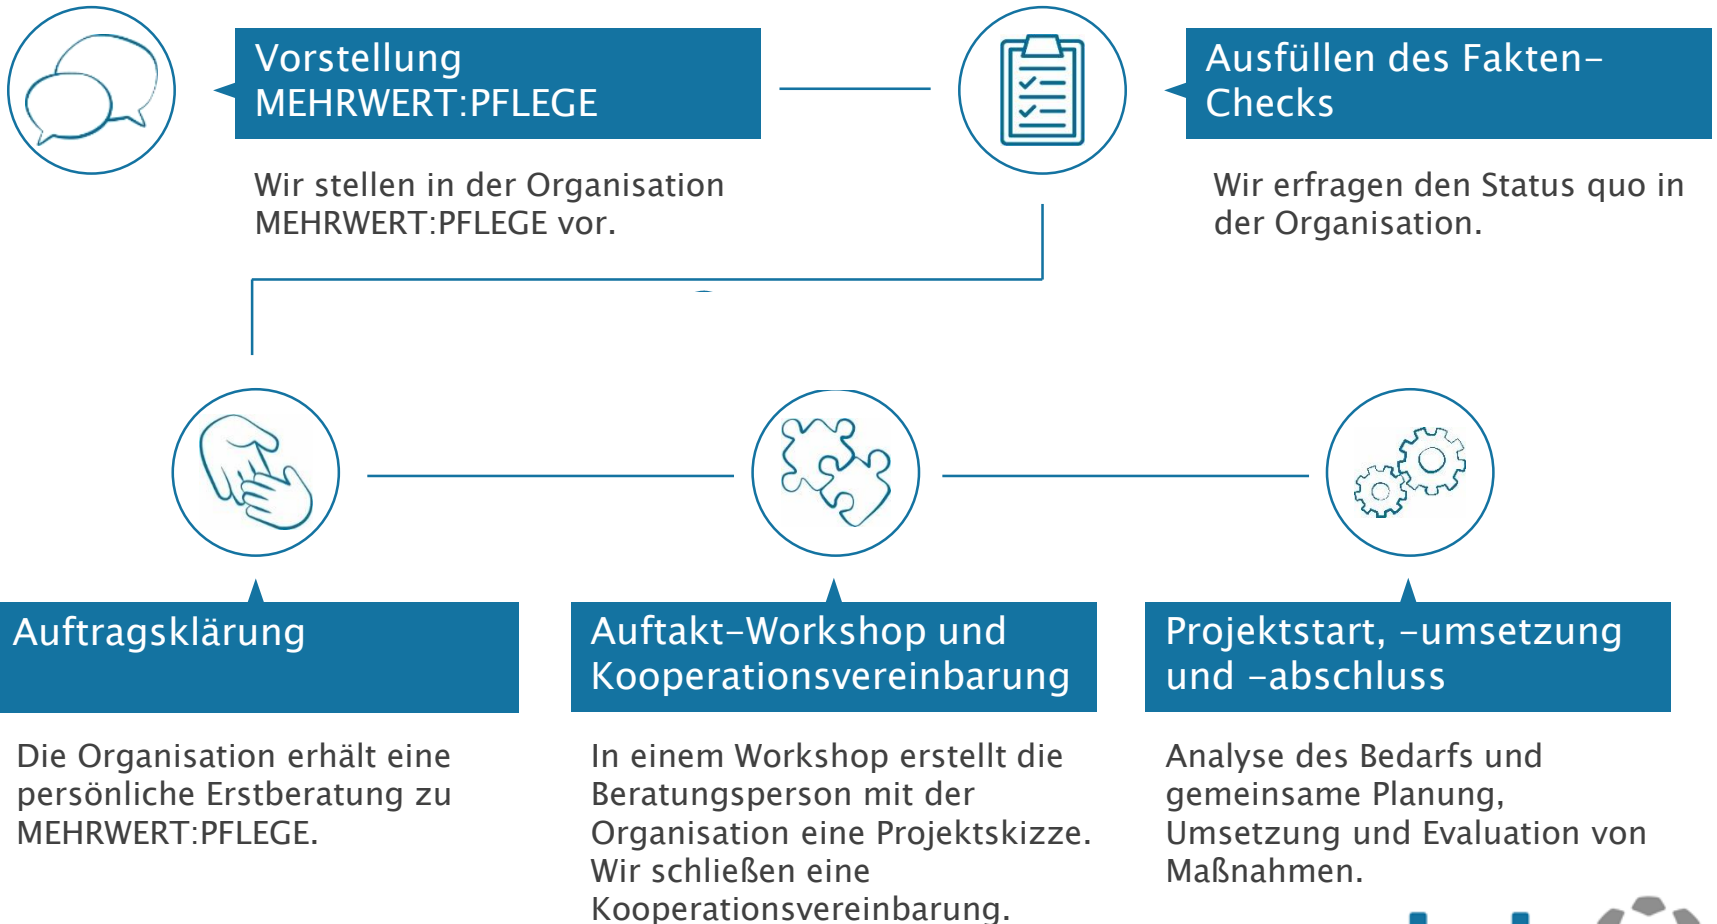 Vorstellung
MEHRWERT:PFLEGE
Wir stellen in der Organisation
MEHRWERT:PFLEGE vor.
Ausfüllen des Fakten-
Checks
Wir erfragen den Status quo in
der Organisation.
Auftragsklärung
Die Organisation erhält eine
persönliche Erstberatung zu
MEHRWERT:PFLEGE.
Auftakt-Workshop und
Kooperationsvereinbarung
In einem Workshop erstellt die
Beratungsperson mit der
Organisation eine Projektskizze.
Wir schließen eine
Kooperationsvereinbarung.
Projektstart, -umsetzung
und -abschluss
Analyse des Bedarfs und
gemeinsame Planung,
Umsetzung und Evaluation von
Maßnahmen.